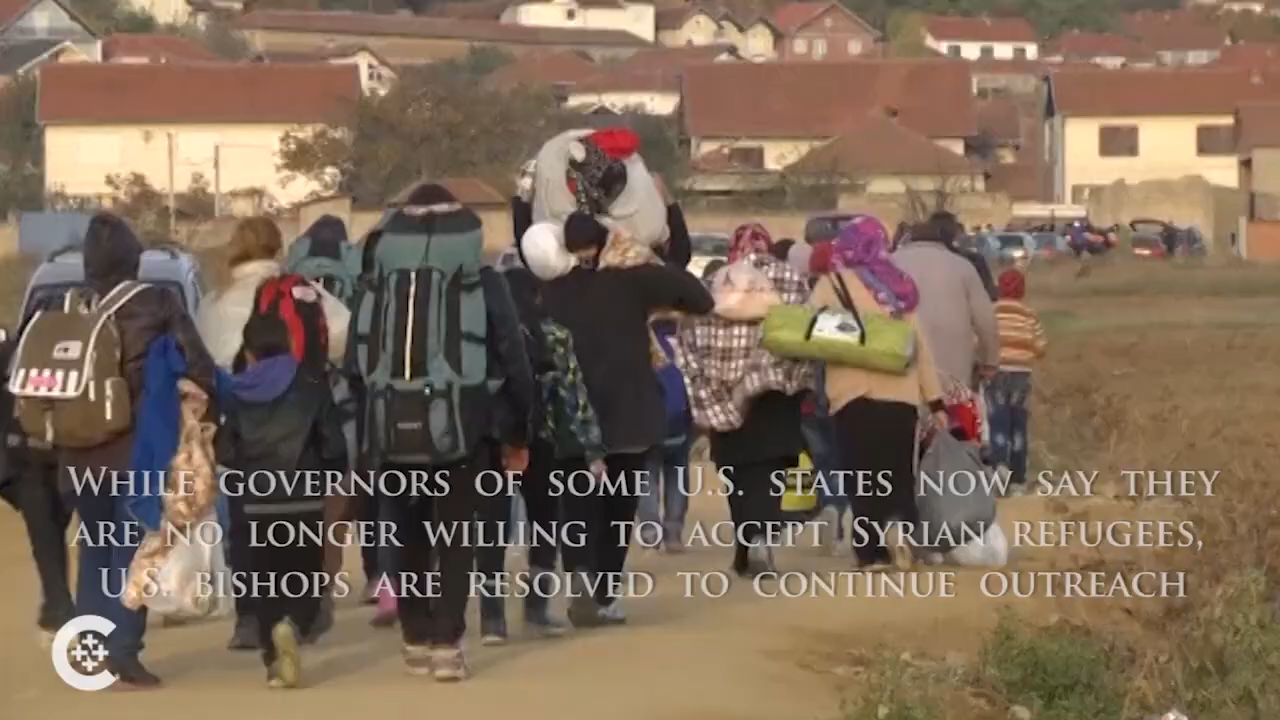 While governors of some U.S. states now say they
are no longer willing to accept Syrian refugees,
U.S. bishops are resolved to continue outreach